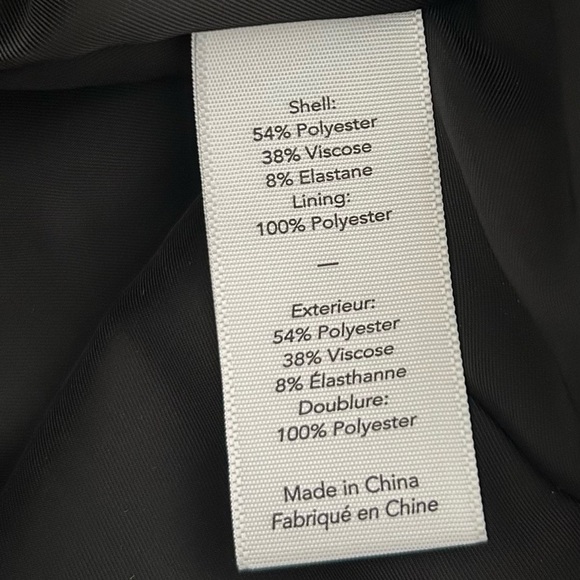 Shell:
54% Polyester
38% Viscose
8% Elastane
Lining:
100% Polyester
—
Exterieur:
54% Polyester
38% Viscose
8% Élasthanne
Doublure:
100% Polyester
Made in China
Fabriqué en Chine